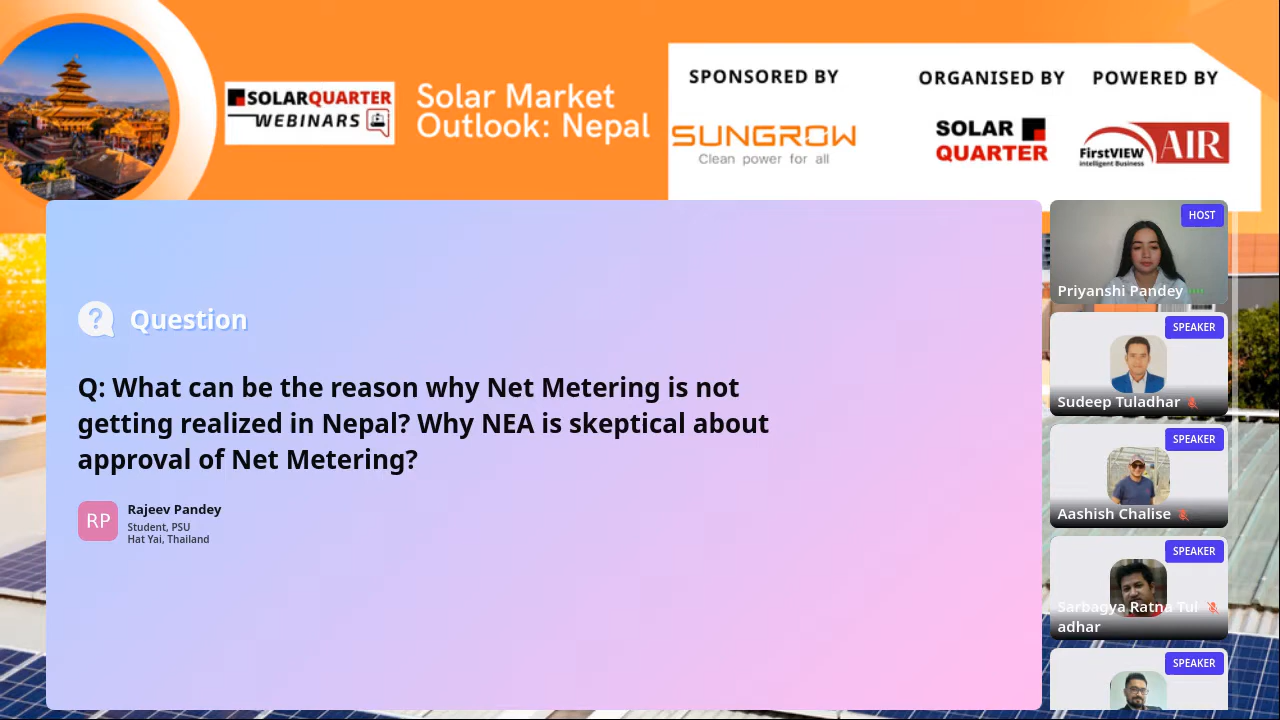 SOLARQUARTER
WEBINARS
Solar Market
Outlook: Nepal
SPONSORED BY
SUNGROW
Clean power for all
ORGANISED BY
SOLAR
QUARTER
POWERED BY
FirstVIEW
Intelligent Business
AIR
Question
Q: What can be the reason why Net Metering is not
getting realized in Nepal? Why NEA is skeptical about
approval of Net Metering?
RP
Rajeev Pandey
Student, PSU
Hat Yai, Thailand
HOST
Priyanshi Pandey
SPEAKER
Sudeep Tuladhar
SPEAKER
Aashish Chalise
SPEAKER
Sarbagya Ratna Tul
adhar
SPEAKER